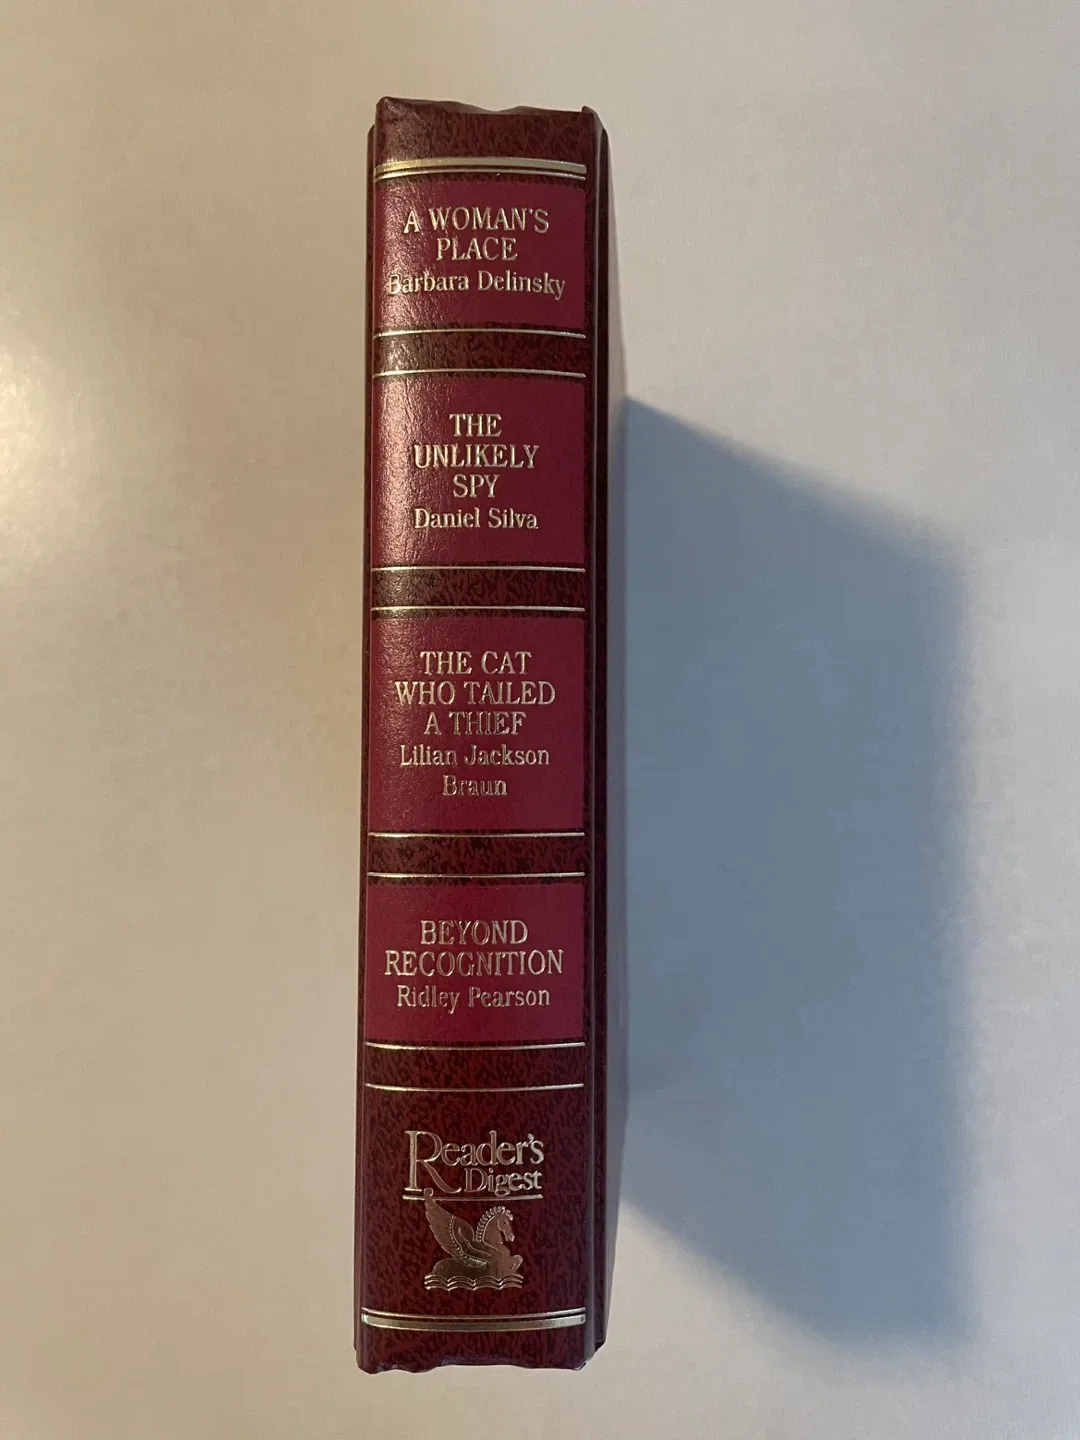 A WOMAN'S
PLACE
Barbara Delinsky
THE
UNLIKELY
SPY
Daniel Silva
THE CAT
WHO TAILED
A THIEF
Lilian Jackson
Braun
BEYOND
RECOGNITION
Ridley Pearson
Reader's
Digest